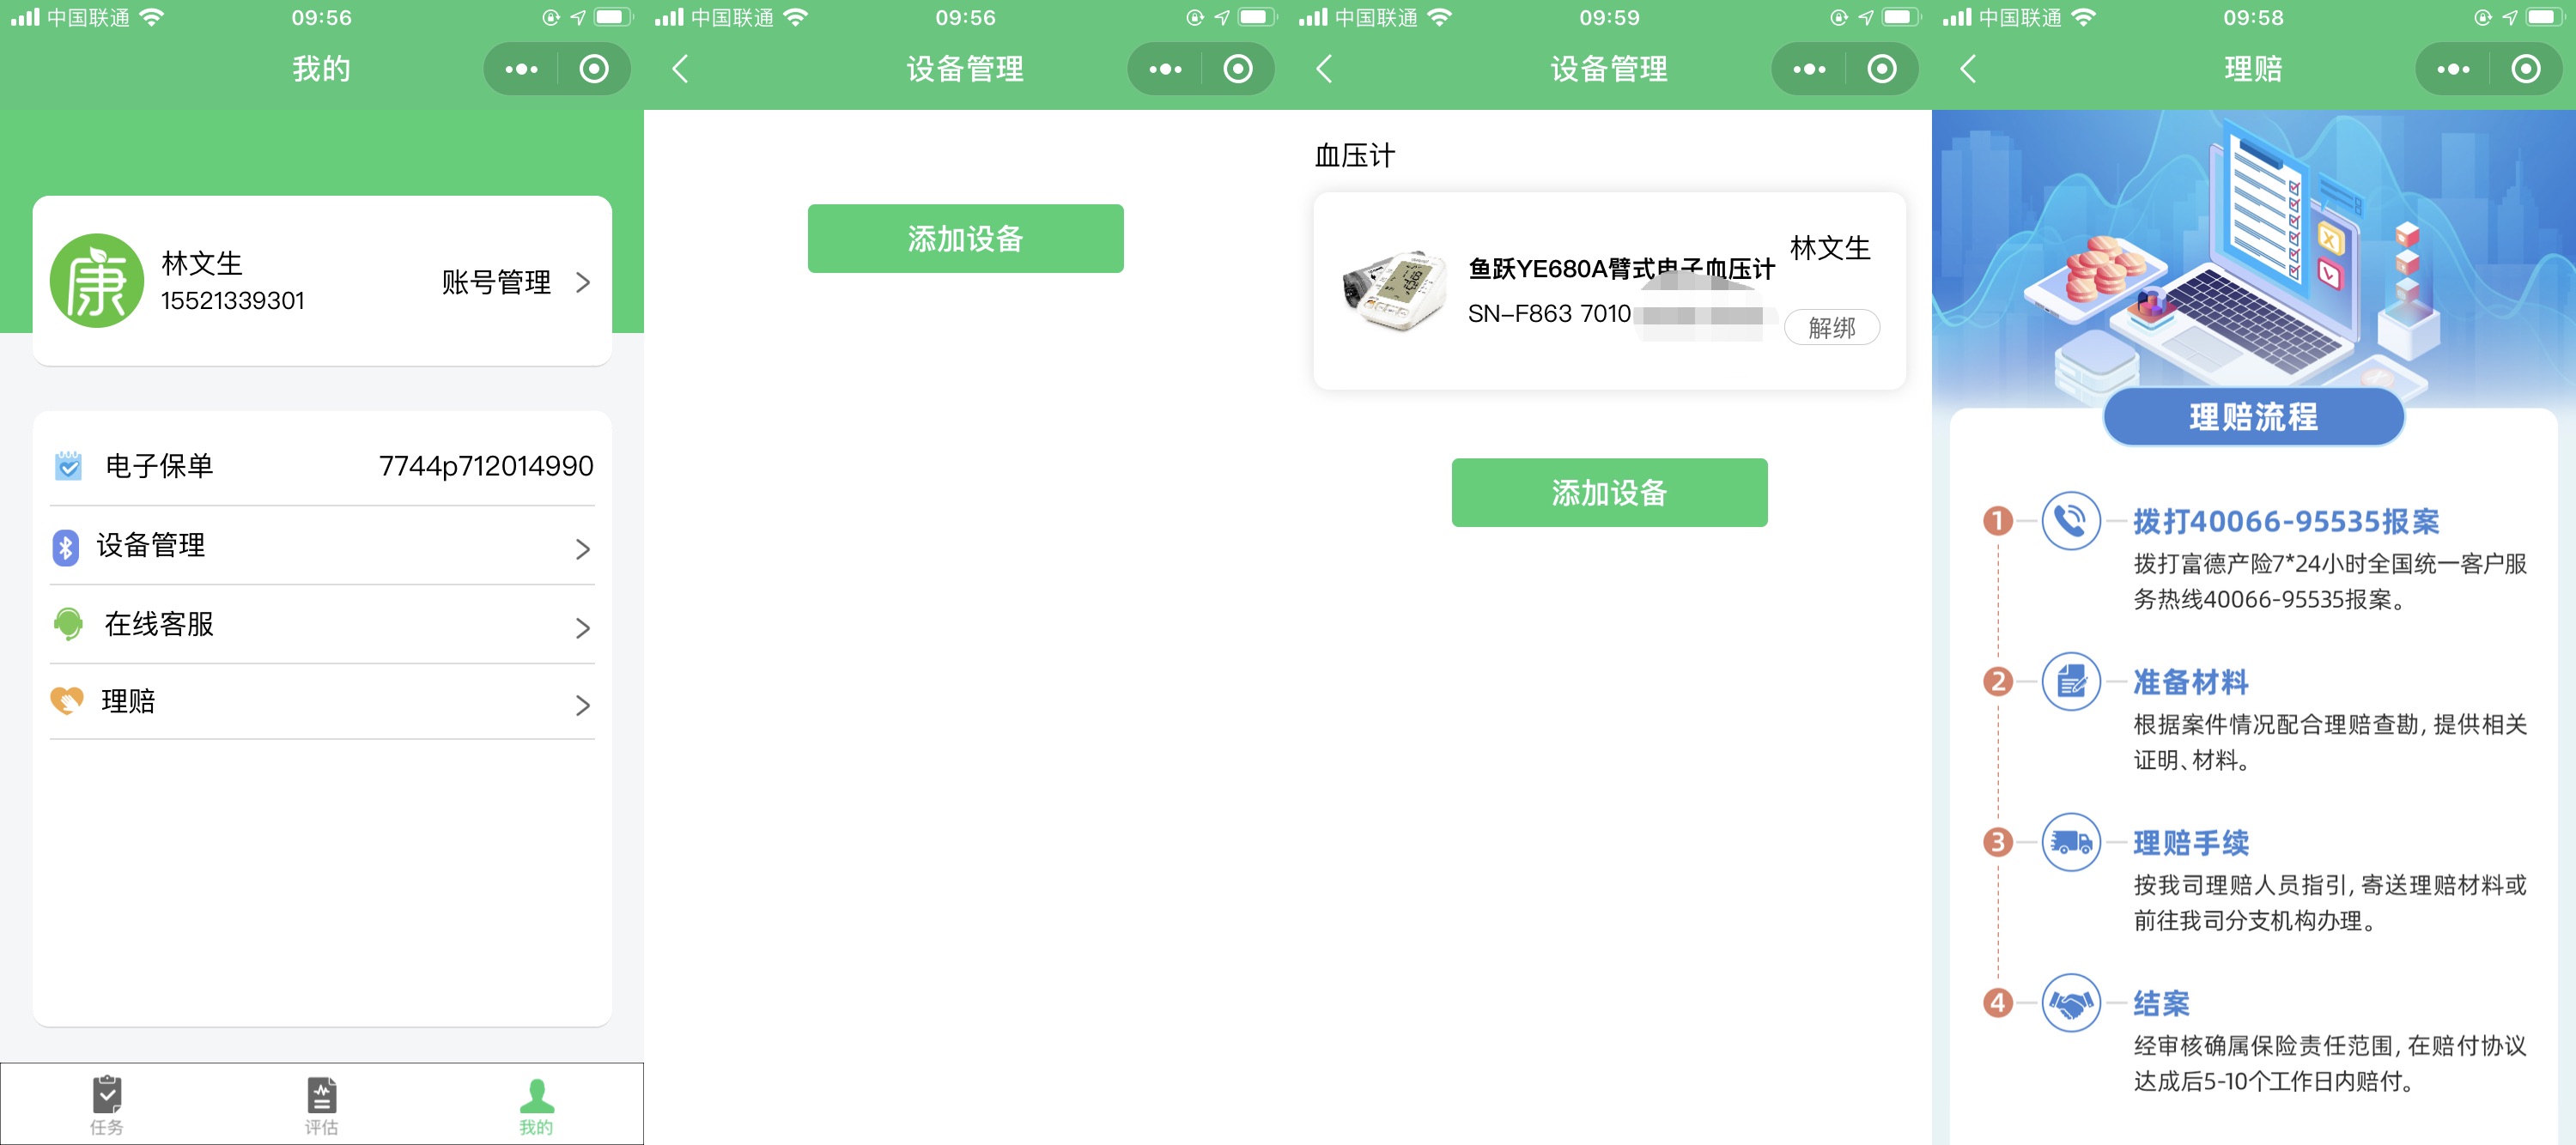 中国联通
09:56
我的
林文生
15521339301
账号管理
电子保单
7744p712014990
设备管理
在线客服
理赔
任务
评估
我的
中国联通
09:56
设备管理
添加设备
中国联通
09:59
设备管理
血压计
鱼跃YE680A臂式电子血压计
林文生
SN-F863 7010
解绑
添加设备
中国联通
09:58
理赔
理赔流程
1
拨打40066-95535报案
拨打富德产险7*24小时全国统一客户服
务热线40066-95535报案。
2
准备材料
根据案件情况配合理赔查勘,提供相关
证明、材料。
3
理赔手续
按我司理赔人员指引,寄送理赔材料或
前往我司分支机构办理。
4
结案
经审核确属保险责任范围,在赔付协议
达成后5-10个工作日内赔付。